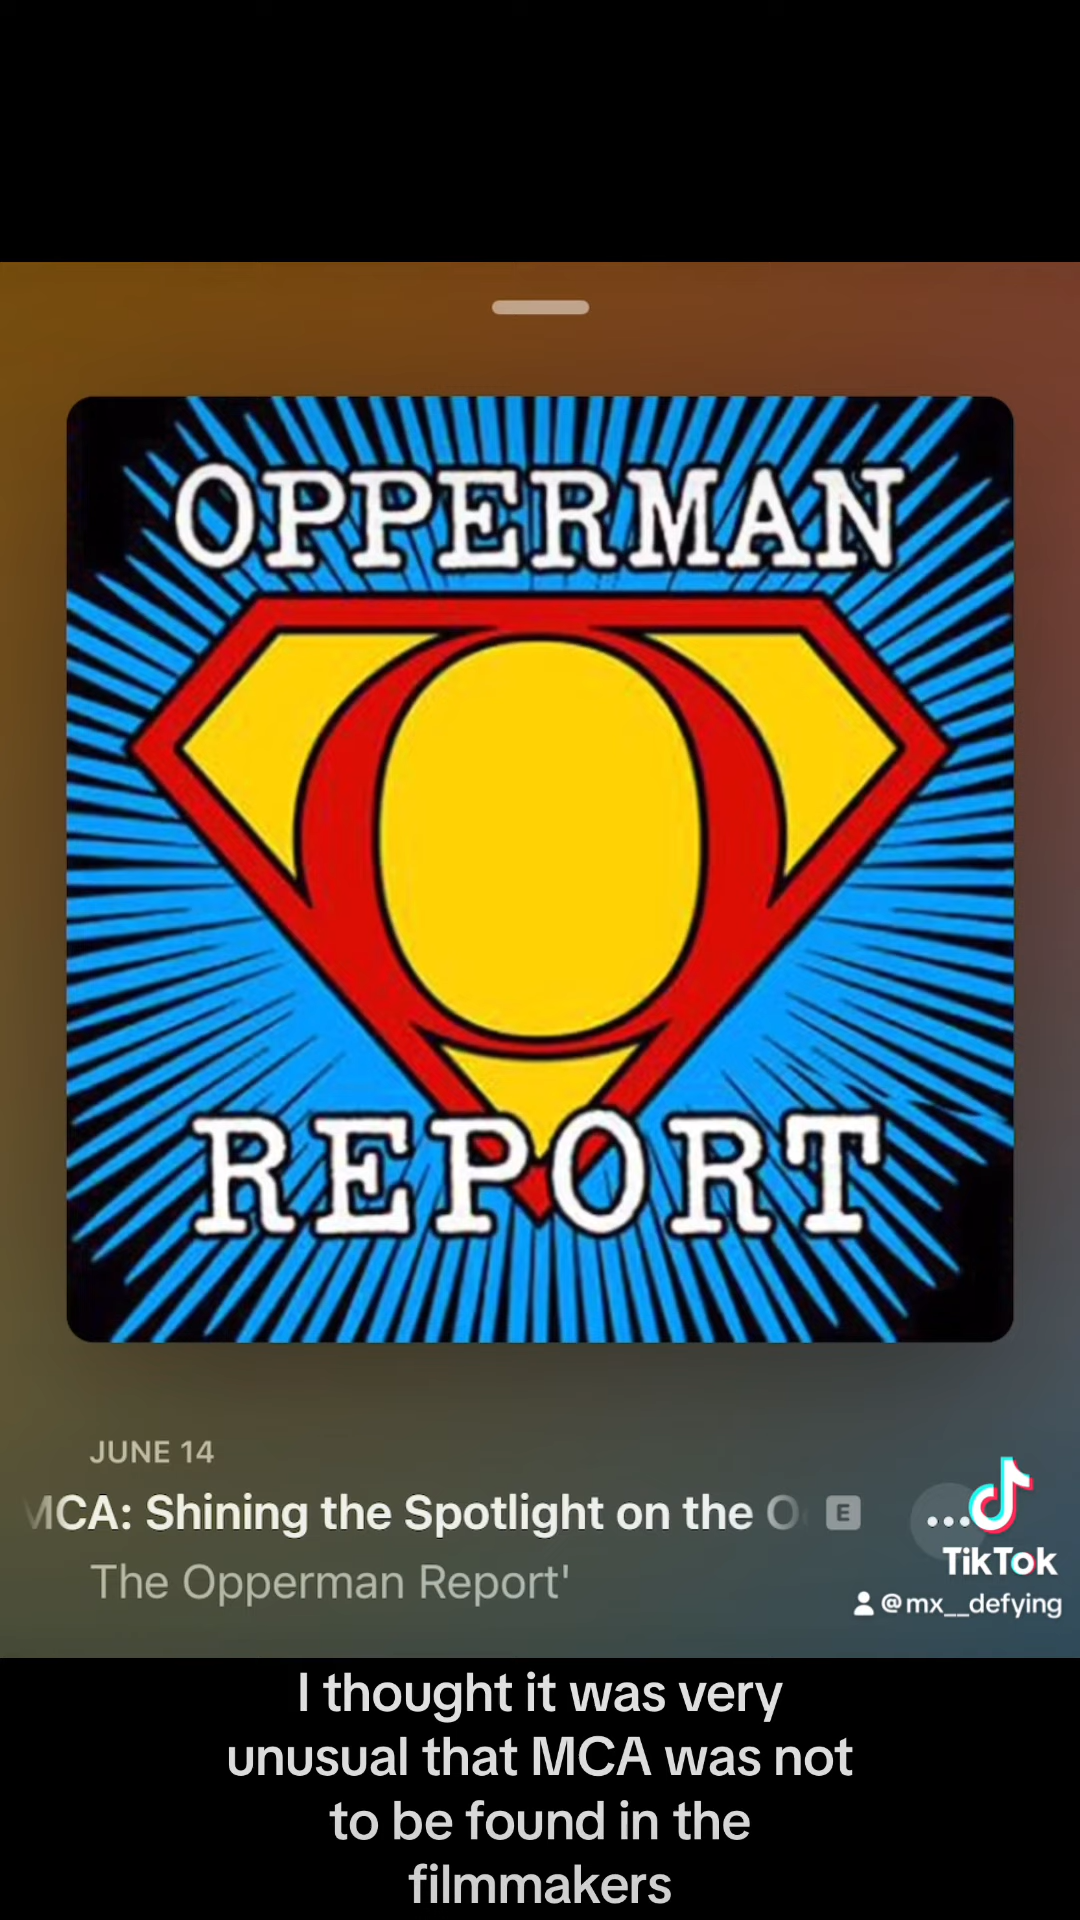 OPPERMAN
REPORT
JUNE 14
MCA: Shining the Spotlight on the O
E
The Opperman Report'
TikTok
@mx__defying
I thought it was very
unusual that MCA was not
to be found in the
filmmakers